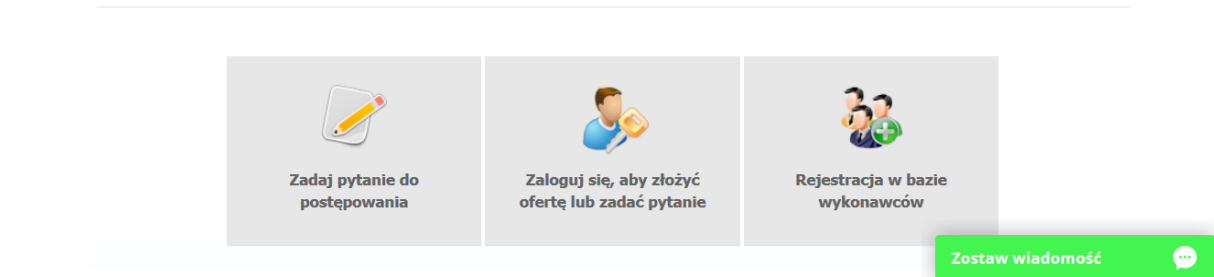 Zadaj pytanie do
postępowania
Zaloguj się, aby złożyć
ofertę lub zadać pytanie
Rejestracja w bazie
wykonawców
Zostaw wiadomość